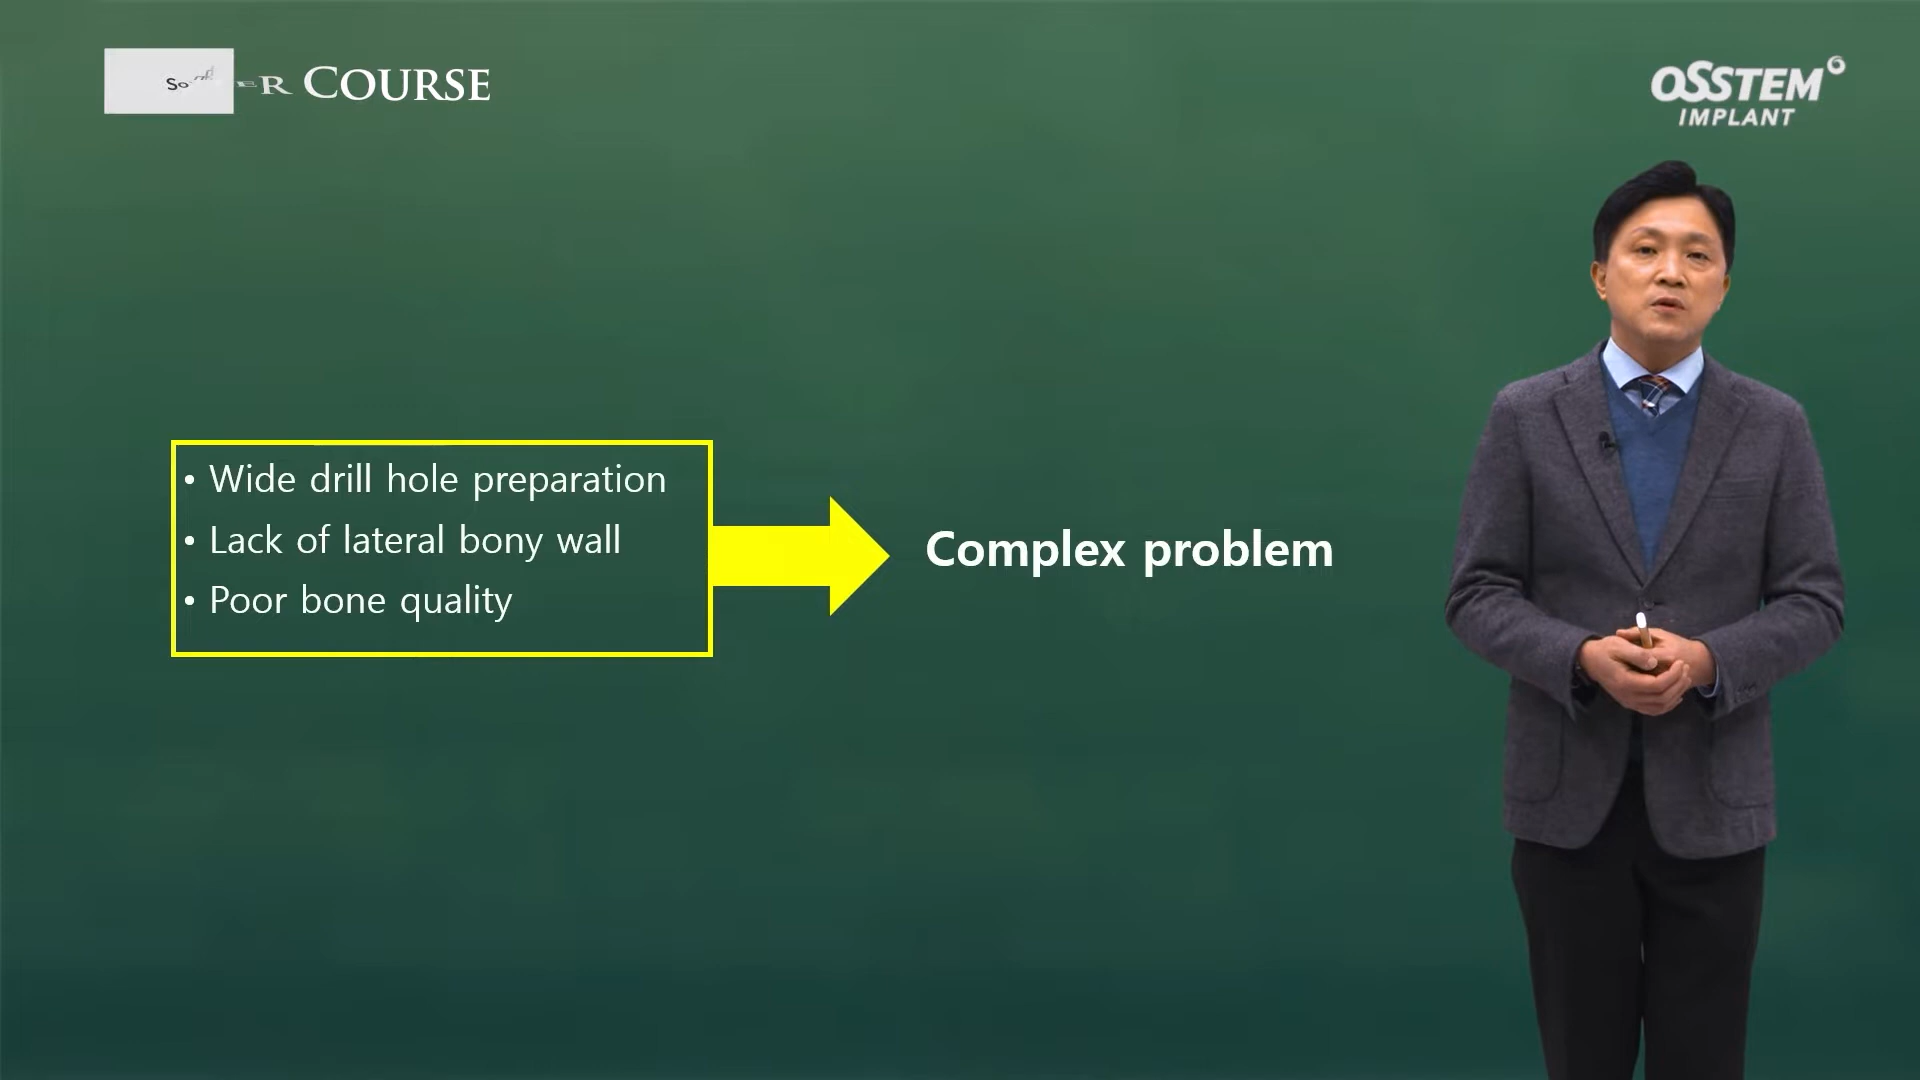 COURSE
OSSTEM
IMPLANT
• Wide drill hole preparation
• Lack of lateral bony wall
• Poor bone quality
Complex problem